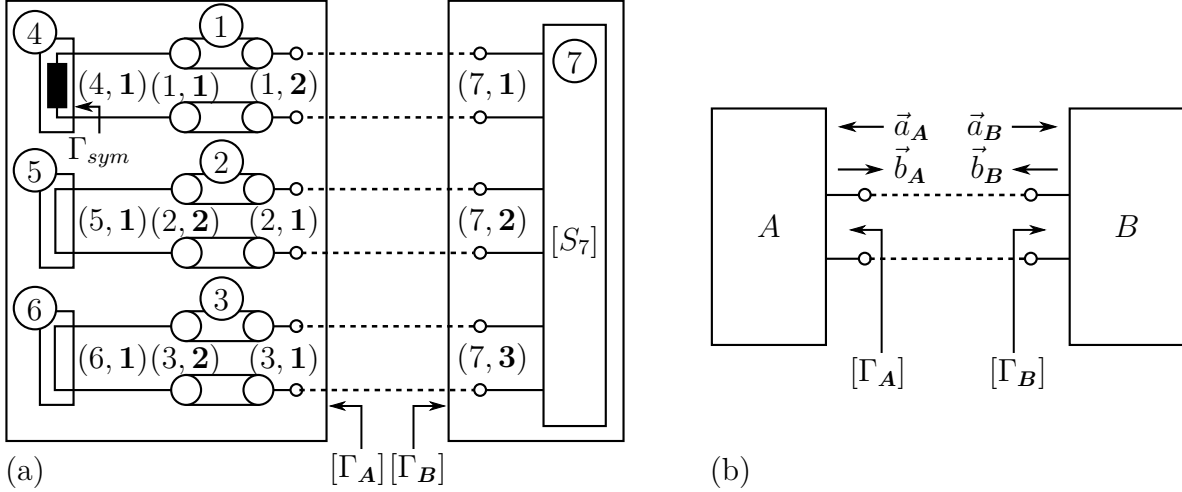 4 1 7
(4, 1) (1, 1) (1, 2) (7, 1)
Γsym
5 2
(5, 1) (2, 2) (2, 1) (7, 2) [S7]
6 3
(6, 1) (3, 2) (3, 1) (7, 3)
(a) [ΓA] [ΓB]
a⃗A a⃗B
b⃗A b⃗B
A B
[ΓA] [ΓB]
(b)